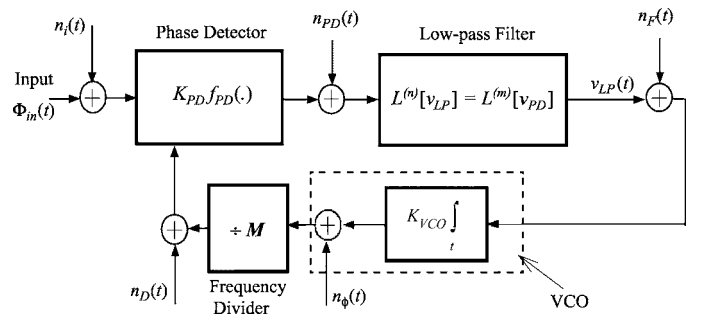 n_i(t)
Phase Detector
n_PD(t)
Low-pass Filter
n_F(t)
Input
Φ_in(t)
+
K_PD f_PD(.)
+
L^(n)[v_LP] = L^(m)[v_PD]
v_LP(t)
+
+
÷ M
+
K_VCO ∫ t
n_D(t)
Frequency
Divider
n_ϕ(t)
VCO